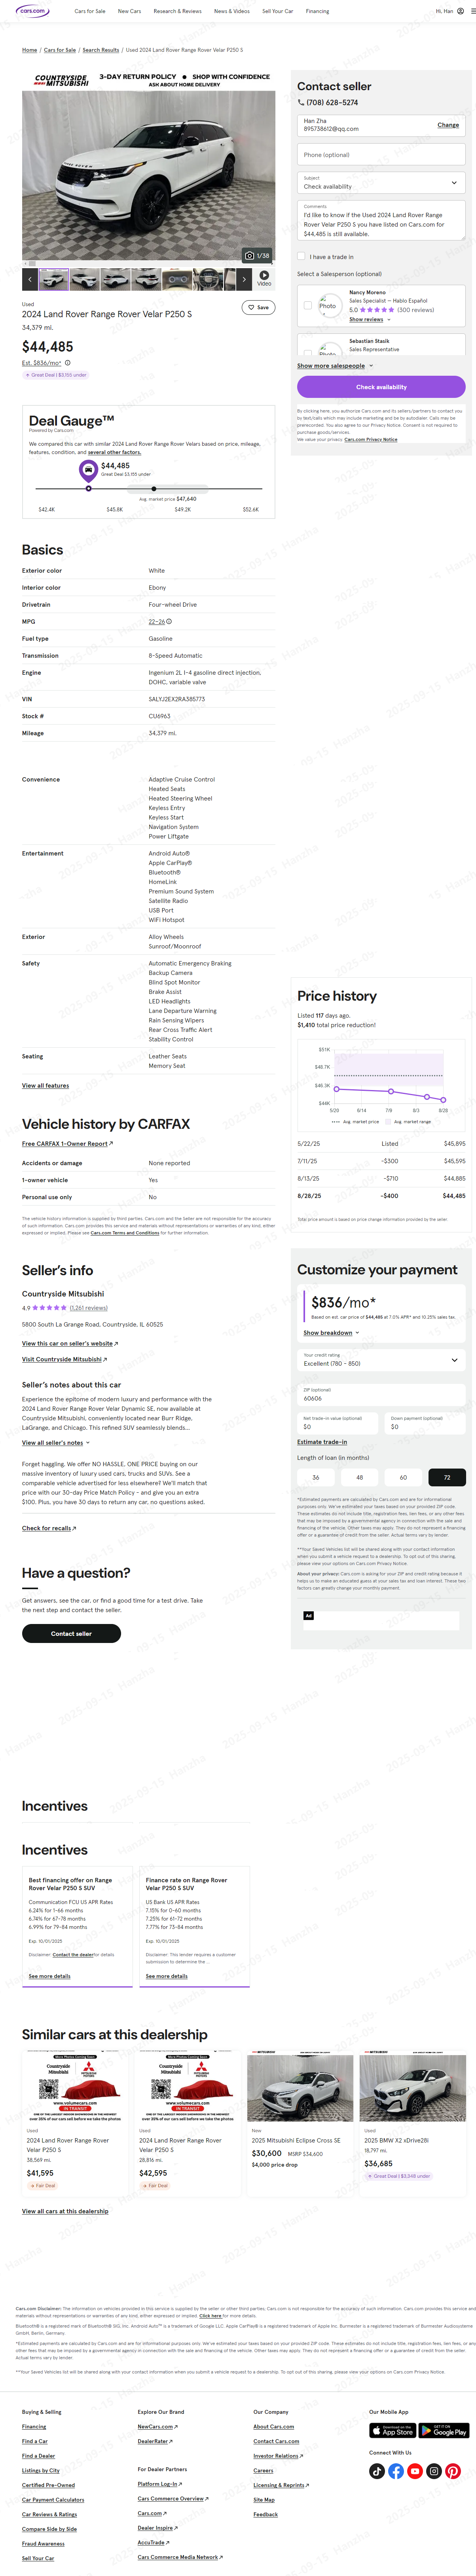 cars.com
Cars for Sale
New Cars
Research & Reviews
News & Videos
Sell Your Car
Financing
Hi, Han
Home / Cars for Sale / Search Results / Used 2024 Land Rover Range Rover Velar P250 S
COUNTRYSIDE MITSUBISHI
3-DAY RETURN POLICY ● SHOP WITH CONFIDENCE
ASK ABOUT HOME DELIVERY
1/38
Video
Used
Save
2024 Land Rover Range Rover Velar P250 S
34,379 mi.
$44,485
Est. $836/mo*
Great Deal | $3,155 under
Deal Gauge™
Powered by Cars.com
We compared this car with similar 2024 Land Rover Range Rover Velars based on price, mileage,
features, condition, and several other factors.
$44,485
Great Deal $3,155 under
Avg. market price $47,640
$42.4K
$45.8K
$49.2K
$52.6K
Basics
Exterior color White
Interior color Ebony
Drivetrain Four-wheel Drive
MPG 22–26
Fuel type Gasoline
Transmission 8-Speed Automatic
Engine Ingenium 2L I-4 gasoline direct injection,
DOHC, variable valve
VIN SALYJ2EX2RA385773
Stock # CU6963
Mileage 34,379 mi.
Convenience Adaptive Cruise Control
Heated Seats
Heated Steering Wheel
Keyless Entry
Keyless Start
Navigation System
Power Liftgate
Entertainment Android Auto®
Apple CarPlay®
Bluetooth®
HomeLink
Premium Sound System
Satellite Radio
USB Port
WiFi Hotspot
Exterior Alloy Wheels
Sunroof/Moonroof
Safety Automatic Emergency Braking
Backup Camera
Blind Spot Monitor
Brake Assist
LED Headlights
Lane Departure Warning
Rain Sensing Wipers
Rear Cross Traffic Alert
Stability Control
Seating Leather Seats
Memory Seat
View all features
Vehicle history by CARFAX
Free CARFAX 1-Owner Report
Accidents or damage None reported
1-owner vehicle Yes
Personal use only No
The vehicle history information is supplied by third parties. Cars.com and the Seller are not responsible for the accuracy
of such information. Cars.com provides this service and materials without representations or warranties of any kind, either
expressed or implied. Please see Cars.com Terms and Conditions for further information.
Seller’s info
Countryside Mitsubishi
4.9 (1,261 reviews)
5800 South La Grange Road, Countryside, IL 60525
View this car on seller’s website
Visit Countryside Mitsubishi
Seller’s notes about this car
Experience the epitome of modern luxury and performance with the
2024 Land Rover Range Rover Velar Dynamic SE, now available at
Countryside Mitsubishi, conveniently located near Burr Ridge,
LaGrange, and Chicago. This refined SUV seamlessly blends...
View all seller’s notes
Forget haggling. We offer NO HASSLE, ONE PRICE buying on our
massive inventory of luxury used cars, trucks and SUVs. See a
comparable vehicle advertised for less elsewhere? We’ll match that
price with our 30-day Price Match Policy - and give you an extra
$100. Plus, you have 30 days to return any car, no questions asked.
Check for recalls
Have a question?
Get answers, see the car, or find a good time for a test drive. Take
the next step and contact the seller.
Contact seller
Contact seller
(708) 628-5274
Han Zha
895738612@qq.com
Change
Phone (optional)
Subject
Check availability
Comments
I'd like to know if the Used 2024 Land Rover Range
Rover Velar P250 S you have listed on Cars.com for
$44,485 is still available.
I have a trade in
Select a Salesperson (optional)
Photo
Nancy Moreno
Sales Specialist — Hablo Español
5.0 (300 reviews)
Show reviews
Photo
Sebastian Stasik
Sales Representative
Show more salespeople
Check availability
By clicking here, you authorize Cars.com and its sellers/partners to contact you
by text/calls which may include marketing and be by autodialer. Calls may be
prerecorded. You also agree to our Privacy Notice. Consent is not required to
purchase goods/services.
We value your privacy. Cars.com Privacy Notice
Price history
Listed 117 days ago.
$1,410 total price reduction!
$51K
$48.7K
$46.3K
$44K
5/20
6/14
7/9
8/3
8/28
Avg. market price
Avg. market range
5/22/25 Listed $45,895
7/11/25 -$300 $45,595
8/13/25 -$710 $44,885
8/28/25 -$400 $44,485
Total price amount is based on price change information provided by the seller.
Customize your payment
$836/mo*
Based on est. car price of $44,485 at 7.0% APR* and 10.25% sales tax.
Show breakdown
Your credit rating
Excellent (780 - 850)
ZIP (optional)
60606
Net trade-in value (optional)
$0
Down payment (optional)
$0
Estimate trade-in
Length of loan (in months)
36
48
60
72
*Estimated payments are calculated by Cars.com and are for informational
purposes only. We’ve estimated your taxes based on your provided ZIP code.
These estimates do not include title, registration fees, lien fees, or any other fees
that may be imposed by a governmental agency in connection with the sale and
financing of the vehicle. Other taxes may apply. They do not represent a financing
offer or a guarantee of credit from the seller. Actual terms vary by lender.
**Your Saved Vehicles list will be shared along with your contact information
when you submit a vehicle request to a dealership. To opt out of this sharing,
please view your options on Cars.com Privacy Notice.
About your privacy: Cars.com is asking for your ZIP and credit rating because it
helps us to make an educated guess at your sales tax and loan interest. These two
factors can greatly change your monthly payment.
Ad
Incentives
Incentives
Best financing offer on Range
Rover Velar P250 S SUV
Communication FCU US APR Rates
6.24% for 1-66 months
6.74% for 67-78 months
6.99% for 79-84 months
Exp. 10/01/2025
Disclaimer: Contact the dealer for details
See more details
Finance rate on Range Rover
Velar P250 S SUV
US Bank US APR Rates
7.15% for 0-60 months
7.25% for 61-72 months
7.77% for 73-84 months
Exp. 10/01/2025
Disclaimer: This lender requires a customer
submission to determine the ...
See more details
Similar cars at this dealership
Countryside Mitsubishi
MITSUBISHI MOTORS
www.volumecars.com
IN TRANSIT
over 35% of our cars sell before we take the photos
Used
2024 Land Rover Range Rover
Velar P250 S
38,569 mi.
$41,595
Fair Deal
Countryside Mitsubishi
MITSUBISHI MOTORS
www.volumecars.com
IN TRANSIT
over 35% of our cars sell before we take the photos
Used
2024 Land Rover Range Rover
Velar P250 S
28,816 mi.
$42,595
Fair Deal
New
2025 Mitsubishi Eclipse Cross SE
$30,600 MSRP $34,600
$4,000 price drop
Used
2025 BMW X2 xDrive28i
18,797 mi.
$36,685
Great Deal | $3,348 under
View all cars at this dealership
Cars.com Disclaimer: The information on vehicles provided in this service is supplied by the seller or other third parties; Cars.com is not responsible for the accuracy of such information. Cars.com provides this service and
materials without representations or warranties of any kind, either expressed or implied. Click here for more details.
Bluetooth® is a registered mark of Bluetooth® SIG, Inc. Android Auto™ is a trademark of Google LLC. Apple CarPlay® is a registered trademark of Apple Inc. Burmester is a registered trademark of Burmester Audiosysteme
GmbH, Berlin, Germany.
*Estimated payments are calculated by Cars.com and are for informational purposes only. We’ve estimated your taxes based on your provided ZIP code. These estimates do not include title, registration fees, lien fees, or any
other fees that may be imposed by a governmental agency in connection with the sale and financing of the vehicle. Other taxes may apply. They do not represent a financing offer or a guarantee of credit from the seller.
Actual terms vary by lender.
**Your Saved Vehicles list will be shared along with your contact information when you submit a vehicle request to a dealership. To opt out of this sharing, please view your options on Cars.com Privacy Notice.
Buying & Selling
Financing
Find a Car
Find a Dealer
Listings by City
Certified Pre-Owned
Car Payment Calculators
Car Reviews & Ratings
Compare Side by Side
Fraud Awareness
Sell Your Car
Explore Our Brand
NewCars.com
DealerRater
For Dealer Partners
Platform Log-In
Cars Commerce Overview
Cars.com
Dealer Inspire
AccuTrade
Cars Commerce Media Network
Our Company
About Cars.com
Contact Cars.com
Investor Relations
Careers
Licensing & Reprints
Site Map
Feedback
Our Mobile App
Download on the App Store
GET IT ON Google Play
Connect With Us
2025-09-15 Hanzha